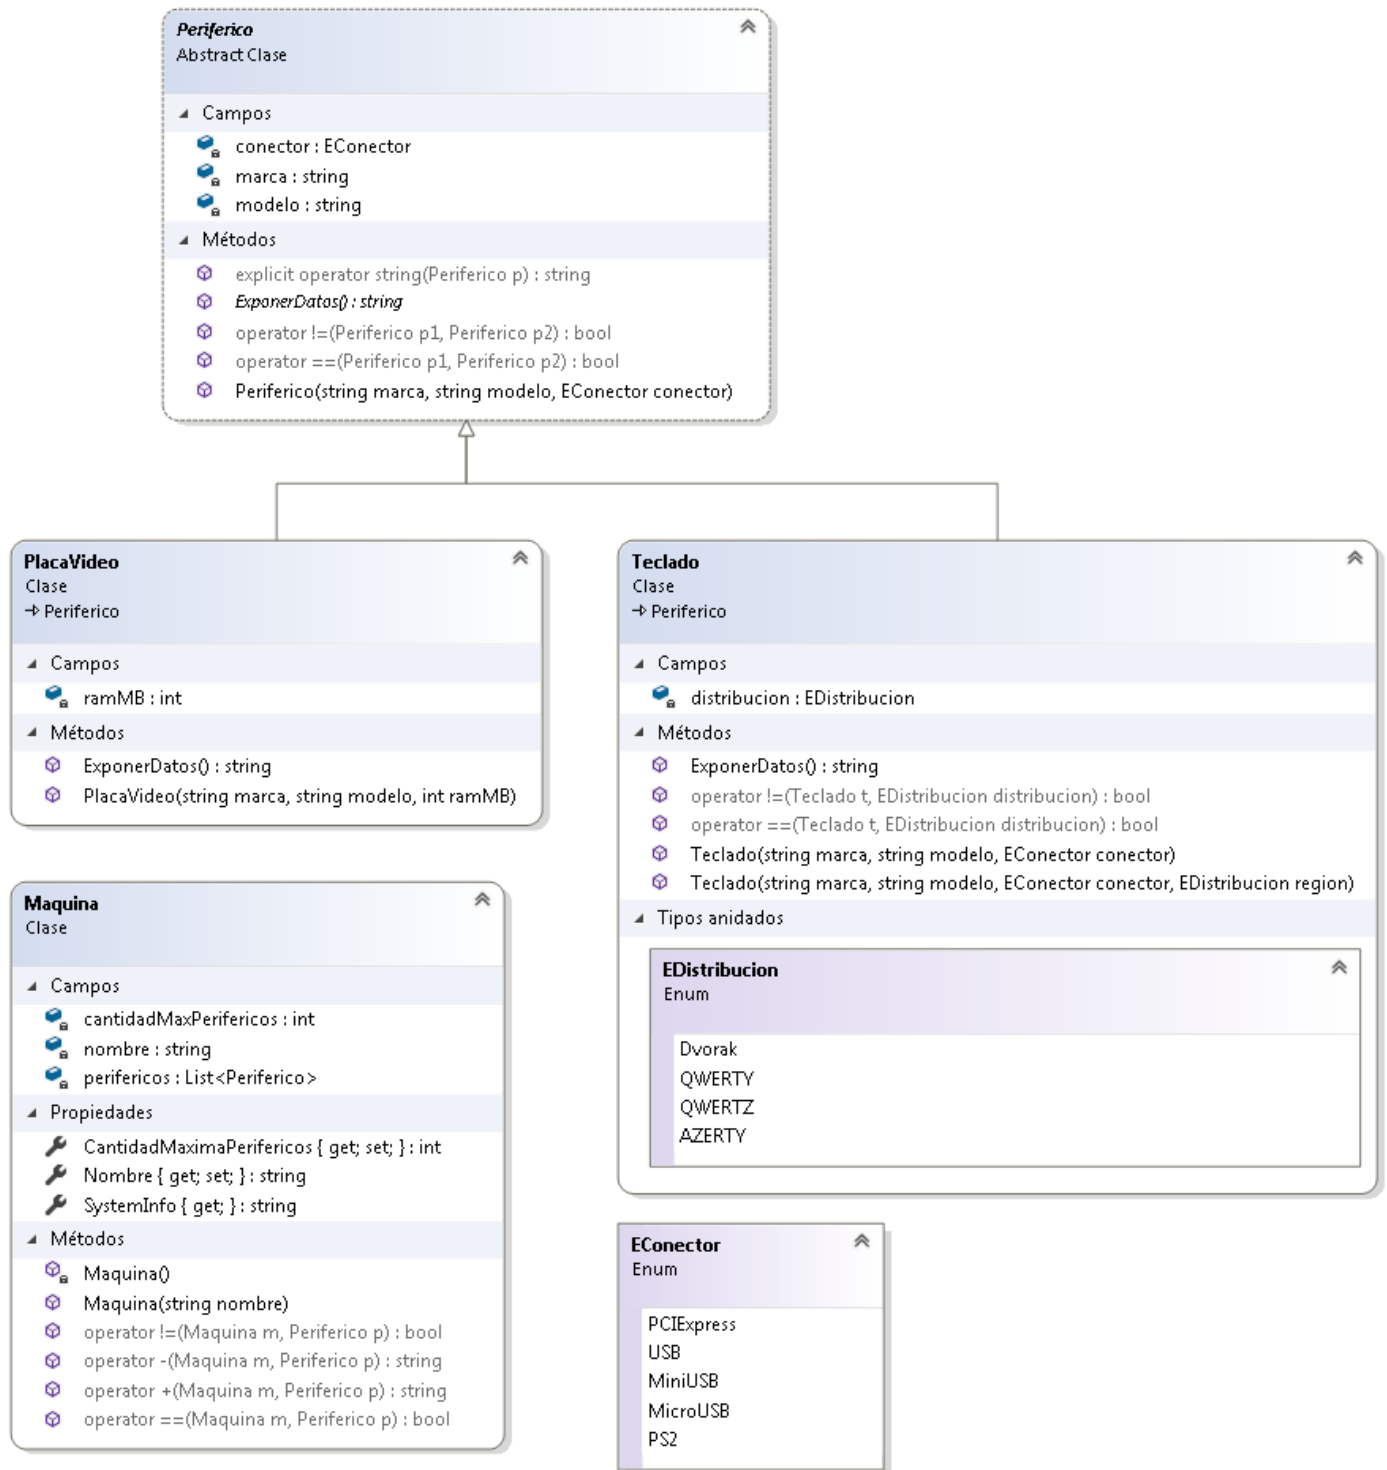 Periferico
Abstract Clase
Campos
conector : EConector
marca : string
modelo : string
Métodos
explicit operator string(Periferico p) : string
ExponerDatos() : string
operator !=(Periferico p1, Periferico p2) : bool
operator ==(Periferico p1, Periferico p2) : bool
Periferico(string marca, string modelo, EConector conector)
PlacaVideo
Clase
Periferico
Campos
ramMB : int
Métodos
ExponerDatos() : string
PlacaVideo(string marca, string modelo, int ramMB)
Teclado
Clase
Periferico
Campos
distribucion : EDistribucion
Métodos
ExponerDatos() : string
operator !=(Teclado t, EDistribucion distribucion) : bool
operator ==(Teclado t, EDistribucion distribucion) : bool
Teclado(string marca, string modelo, EConector conector)
Teclado(string marca, string modelo, EConector conector, EDistribucion region)
Tipos anidados
EDistribucion
Enum
Dvorak
QWERTY
QWERTZ
AZERTY
Maquina
Clase
Campos
cantidadMaxPerifericos : int
nombre : string
perifericos : List<Periferico>
Propiedades
CantidadMaximaPerifericos { get; set; } : int
Nombre { get; set; } : string
SystemInfo { get; } : string
Métodos
Maquina()
Maquina(string nombre)
operator !=(Maquina m, Periferico p) : bool
operator -(Maquina m, Periferico p) : string
operator +(Maquina m, Periferico p) : string
operator ==(Maquina m, Periferico p) : bool
EConector
Enum
PCIExpress
USB
MiniUSB
MicroUSB
PS2